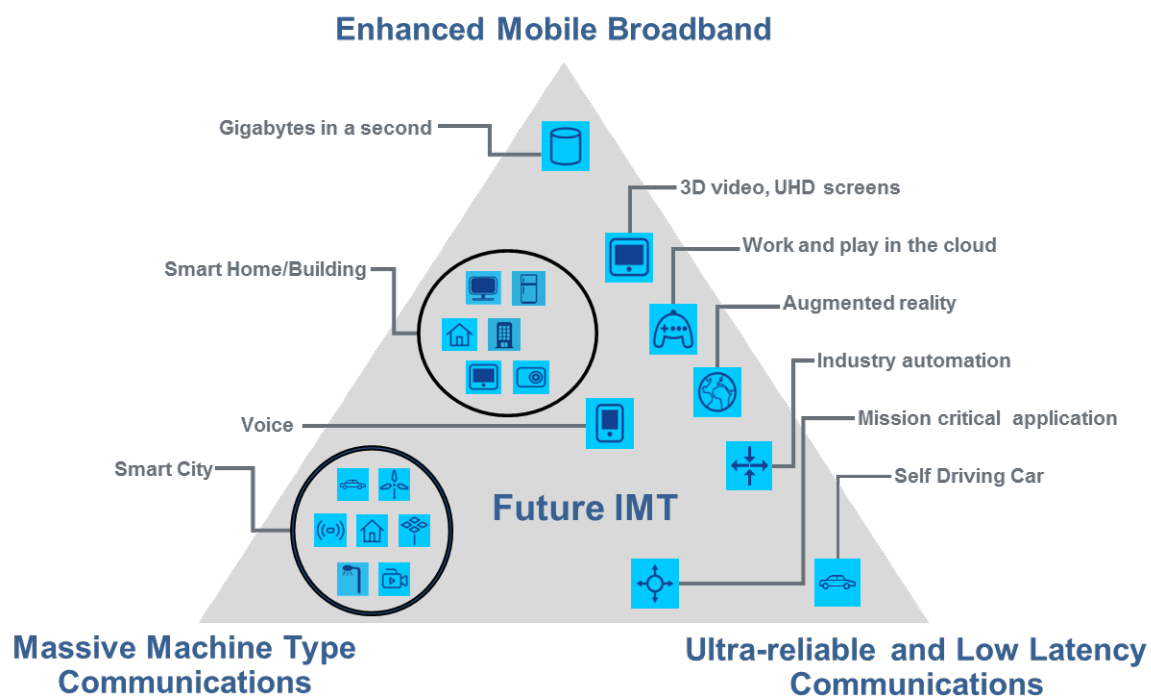 Enhanced Mobile Broadband
Gigabytes in a second
3D video, UHD screens
Work and play in the cloud
Smart Home/Building
Augmented reality
Industry automation
Mission critical application
Voice
Smart City
Self Driving Car
Future IMT
Massive Machine Type
Communications
Ultra-reliable and Low Latency
Communications